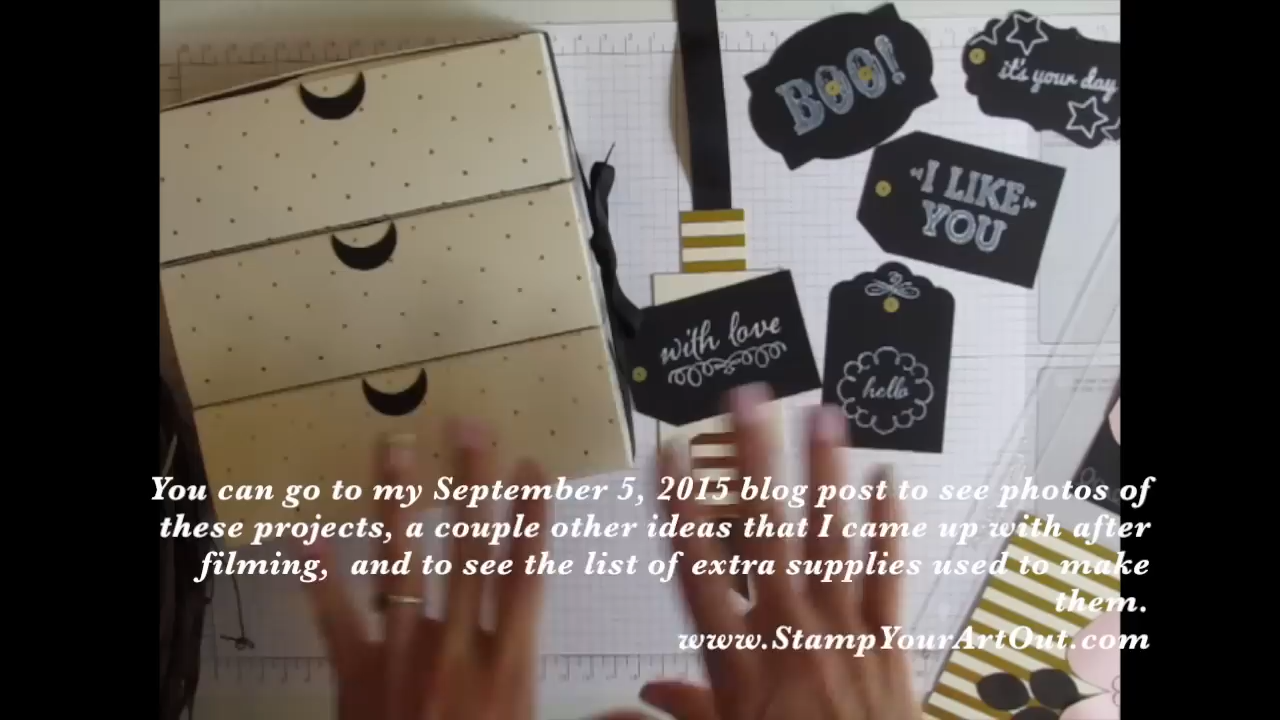 BOO!
it's your day
"I LIKE"
YOU
with love
hello
You can go to my September 5, 2015 blog post to see photos of
these projects, a couple other ideas that I came up with after
filming,  and to see the list of extra supplies used to make
them.
www.StampYourArtOut.com